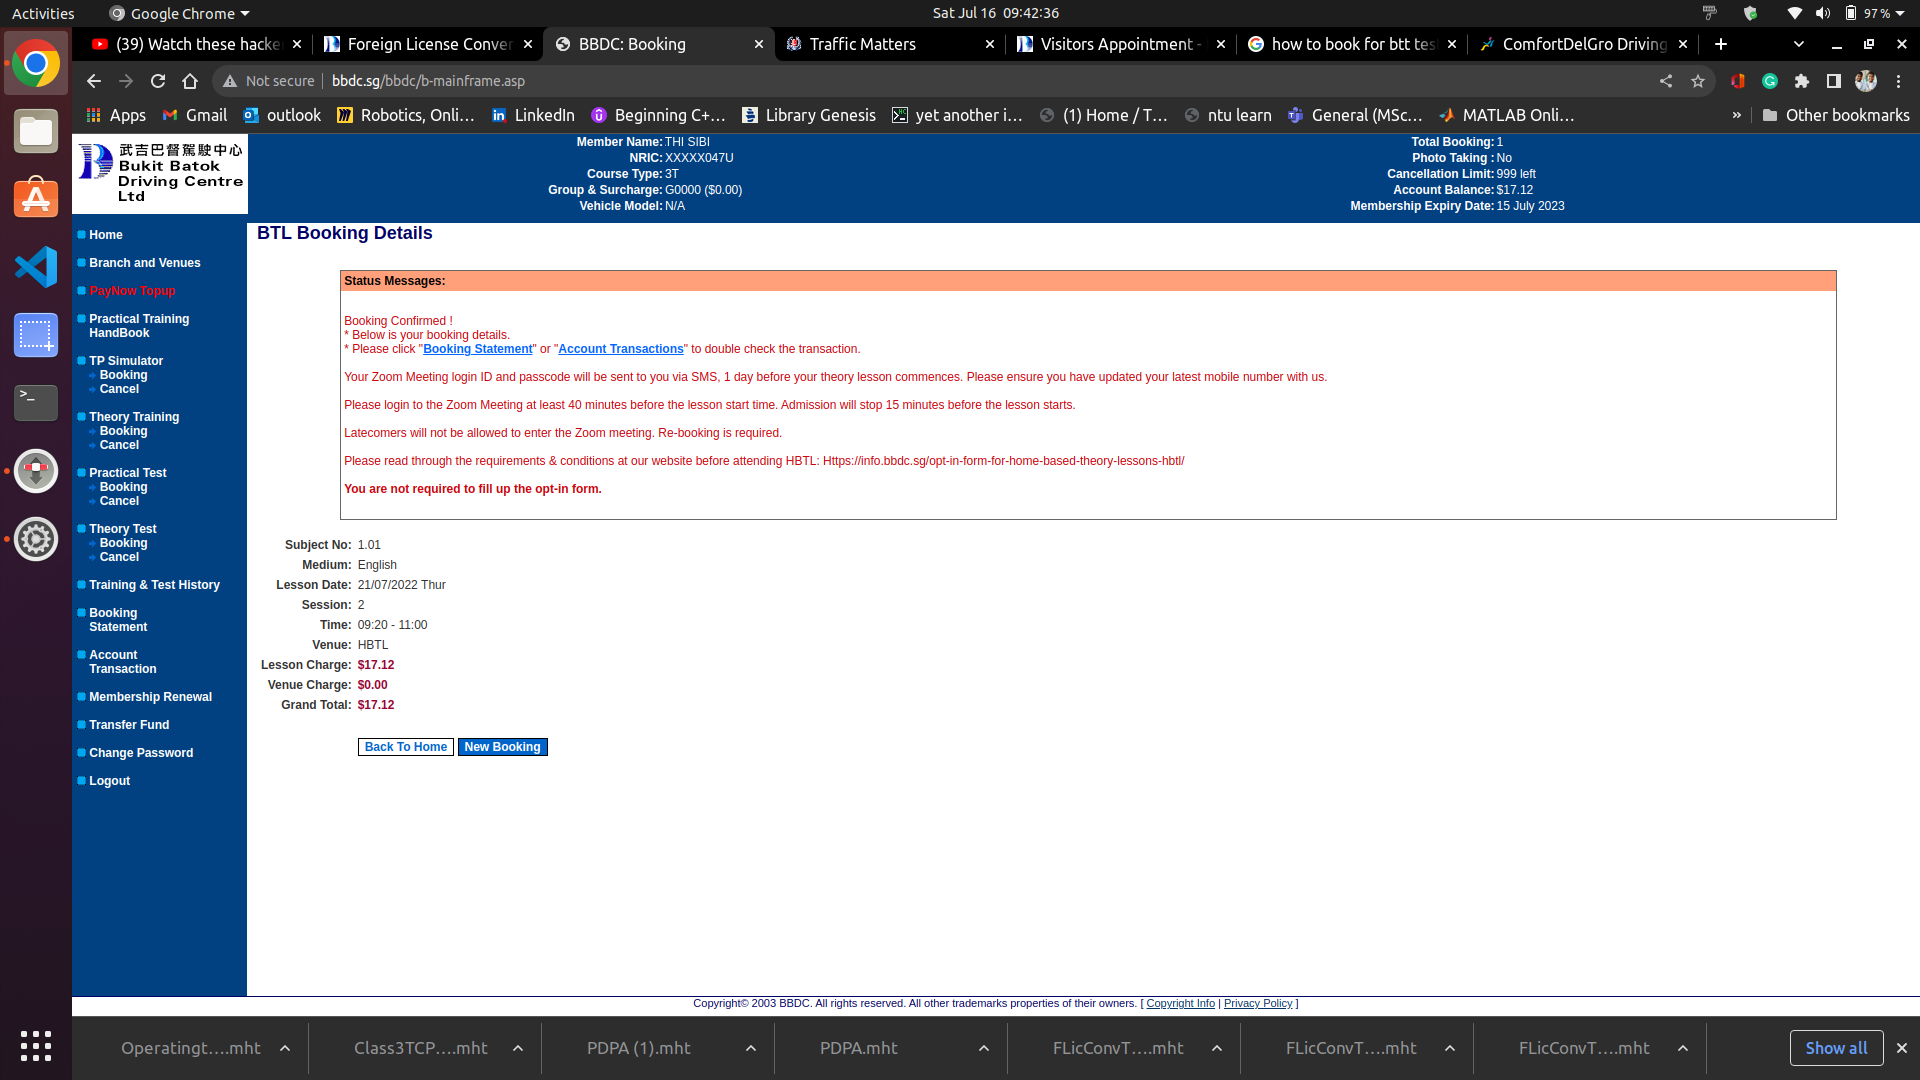 Activities
Google Chrome
Sat Jul 16 09:42:36
97 %
(39) Watch these hacke
Foreign License Conver
BBDC: Booking
Traffic Matters
Visitors Appointment -
how to book for btt tes
ComfortDelGro Driving
Not secure
bbdc.sg/bbdc/b-mainframe.asp
Apps
Gmail
outlook
Robotics, Onli…
LinkedIn
Beginning C+…
Library Genesis
yet another i…
(1) Home / T…
ntu learn
General (MSc…
MATLAB Onli…
»
Other bookmarks
武吉巴督駕駛中心
Bukit Batok
Driving Centre
Ltd
Member Name: THI SIBI
NRIC: XXXXX047U
Course Type: 3T
Group & Surcharge: G0000 ($0.00)
Vehicle Model: N/A
Total Booking: 1
Photo Taking : No
Cancellation Limit: 999 left
Account Balance: $17.12
Membership Expiry Date: 15 July 2023
Home
Branch and Venues
PayNow Topup
Practical Training
HandBook
TP Simulator
Booking
Cancel
Theory Training
Booking
Cancel
Practical Test
Booking
Cancel
Theory Test
Booking
Cancel
Training & Test History
Booking
Statement
Account
Transaction
Membership Renewal
Transfer Fund
Change Password
Logout
BTL Booking Details
Status Messages:
Booking Confirmed !
* Below is your booking details.
* Please click "Booking Statement" or "Account Transactions" to double check the transaction.
Your Zoom Meeting login ID and passcode will be sent to you via SMS, 1 day before your theory lesson commences. Please ensure you have updated your latest mobile number with us.
Please login to the Zoom Meeting at least 40 minutes before the lesson start time. Admission will stop 15 minutes before the lesson starts.
Latecomers will not be allowed to enter the Zoom meeting. Re-booking is required.
Please read through the requirements & conditions at our website before attending HBTL: Https://info.bbdc.sg/opt-in-form-for-home-based-theory-lessons-hbtl/
You are not required to fill up the opt-in form.
Subject No: 1.01
Medium: English
Lesson Date: 21/07/2022 Thur
Session: 2
Time: 09:20 - 11:00
Venue: HBTL
Lesson Charge: $17.12
Venue Charge: $0.00
Grand Total: $17.12
Back To Home
New Booking
Copyright© 2003 BBDC. All rights reserved. All other trademarks properties of their owners. [ Copyright Info | Privacy Policy ]
Operatingt….mht
Class3TCP….mht
PDPA (1).mht
PDPA.mht
FLicConvT….mht
FLicConvT….mht
FLicConvT….mht
Show all